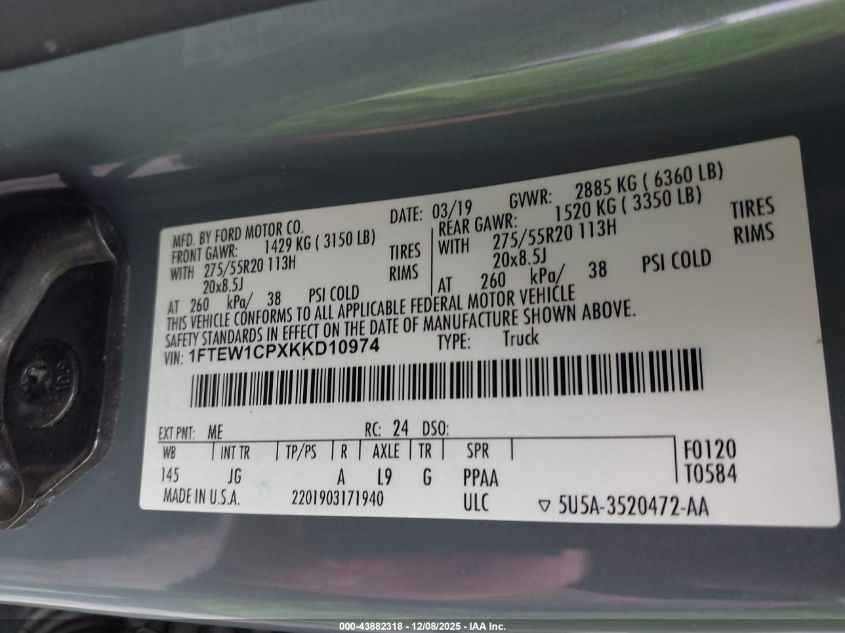 MFD. BY FORD MOTOR CO. DATE: 03/19 GVWR: 2885 KG ( 6360 LB)
FRONT GAWR: 1429 KG ( 3150 LB) REAR GAWR: 1520 KG ( 3350 LB)
WITH 275/55R20 113H TIRES WITH 275/55R20 113H TIRES
20x8.5J RIMS 20x8.5J RIMS
AT 260 kPa/ 38 PSI COLD AT 260 kPa/ 38 PSI COLD
THIS VEHICLE CONFORMS TO ALL APPLICABLE FEDERAL MOTOR VEHICLE
SAFETY STANDARDS IN EFFECT ON THE DATE OF MANUFACTURE SHOWN ABOVE.
VIN: 1FTEW1CPXKKD10974 TYPE: Truck
EXT PNT: ME RC: 24 DSO:
WB INT TR TP/PS R AXLE TR SPR F0120
145 JG A L9 G PPAA T0584
MADE IN U.S.A. 2201903171940 ULC ▽ 5U5A-3520472-AA
000-43882318 - 12/08/2025 - IAA Inc.